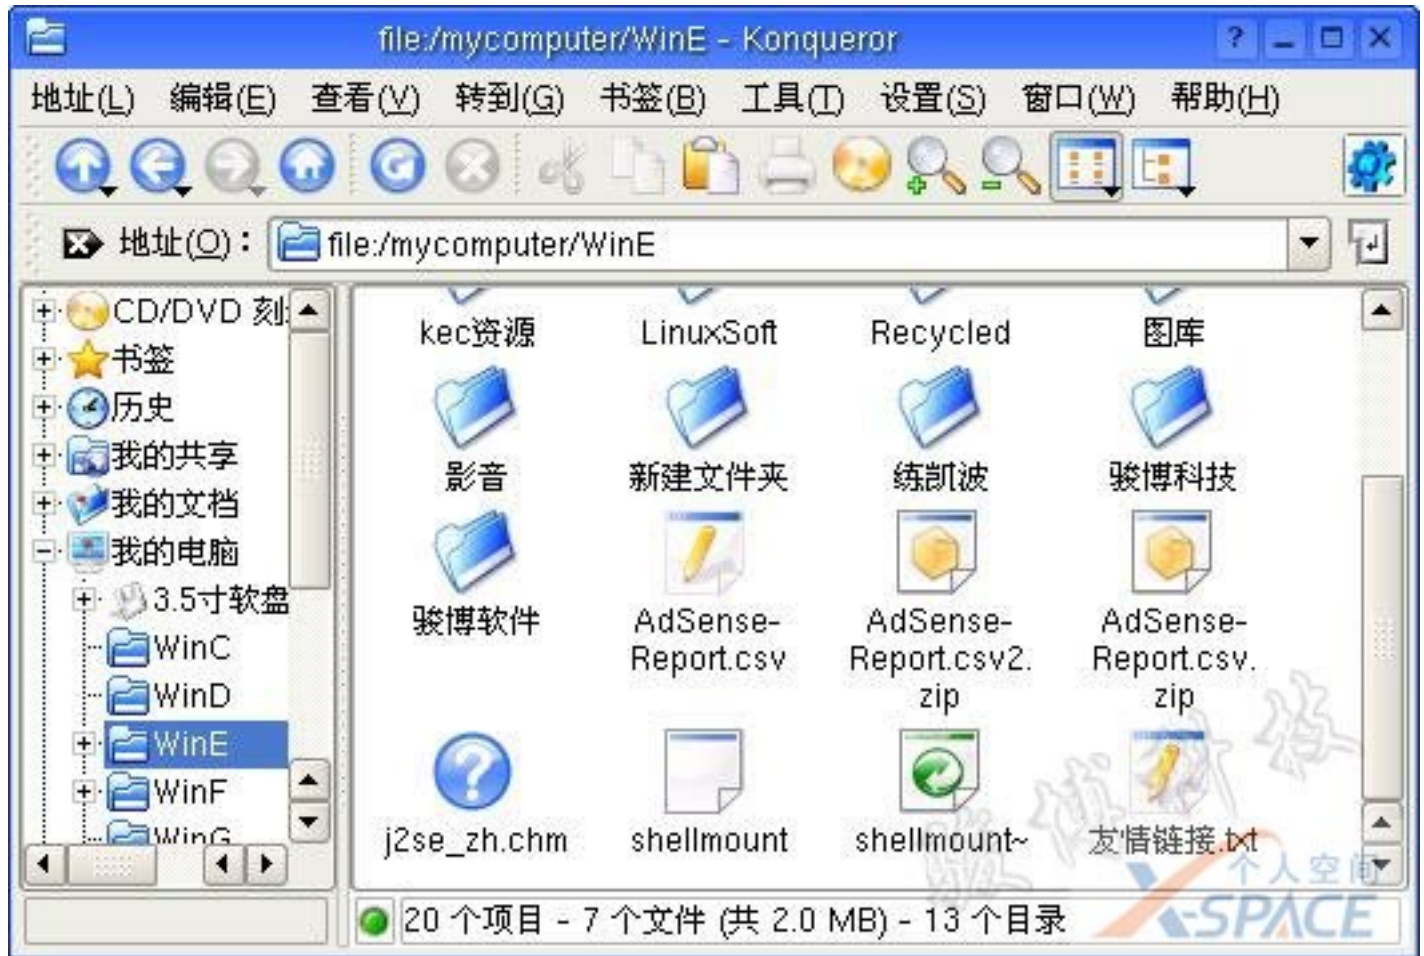 file:/mycomputer/WinE - Konqueror
地址(L) 编辑(E) 查看(V) 转到(G) 书签(B) 工具(T) 设置(S) 窗口(W) 帮助(H)
地址(O)： file:/mycomputer/WinE
CD/DVD 刻
书签
历史
我的共享
我的文档
我的电脑
3.5寸软盘
WinC
WinD
WinE
WinF
WinG
kec资源 LinuxSoft Recycled 图库
影音 新建文件夹 练凯波 骏博科技
骏博软件
AdSense-
Report.csv
AdSense-
Report.csv2.
zip
AdSense-
Report.csv.
zip
j2se_zh.chm shellmount shellmount~ 友情链接.txt
20 个项目 - 7 个文件 (共 2.0 MB) - 13 个目录
骏博科技
个人空间
X-SPACE